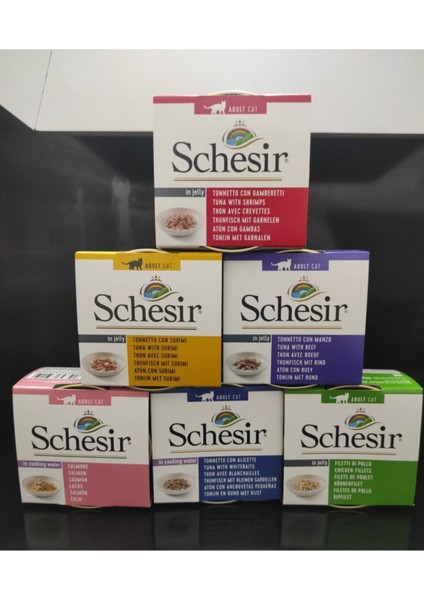 ADULT CAT
Schesir®
in jelly
TONNETTO CON GAMBERETTI
TUNA WITH SHRIMPS
THON AVEC CREVETTES
THUNFISCH MIT GARNELEN
ATÚN CON GAMBAS
TONIJN MET GARNALEN
ADULT CAT
Schesir®
in jelly
TONNETTO CON SURIMI
TUNA WITH SURIMI
THON AVEC SURIMI
THUNFISCH MIT SURIMI
ATÚN CON SURIMI
TONIJN MET SURIMI
ADULT CAT
Schesir®
in jelly
TONNETTO CON MANZO
TUNA WITH BEEF
THON AVEC BOEUF
THUNFISCH MIT RIND
ATÚN CON BUEY
TONIJN MET RUND
ADULT CAT
Schesir®
in cooking water
SALMONE
SALMON
SAUMON
LACHS
SALMÓN
ZALM
ADULT CAT
Schesir®
in cooking water
TONNETTO CON ALICETTE
TUNA WITH WHITEBAITS
THON AVEC BLANCHAILLES
THUNFISCH MIT KLEINEN SARDELLEN
ATÚN CON ANCHOVETAS PEQUEÑAS
ADULT CAT
Schesir®
in jelly
FILETTI DI POLLO
CHICKEN FILLETS
FILETS DE POULET
HÜHNERFILET
FILETES DE POLLO
KIPFILET